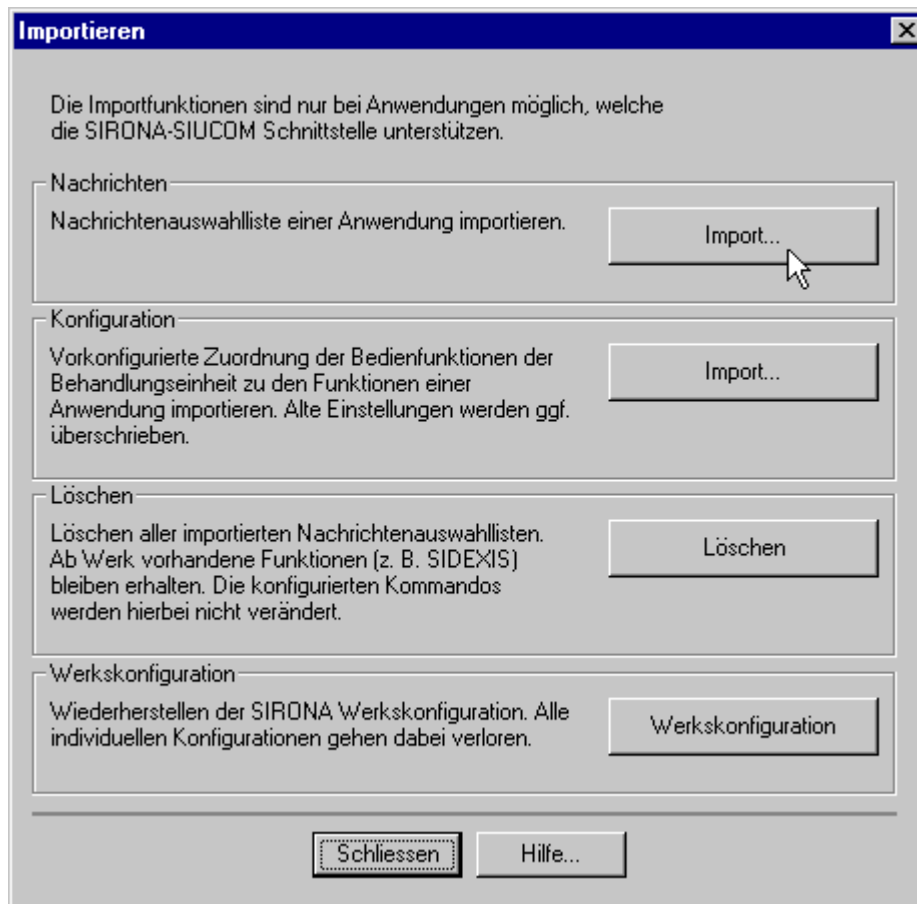 Importieren
Die Importfunktionen sind nur bei Anwendungen möglich, welche
die SIRONA-SIUCOM Schnittstelle unterstützen.
Nachrichten
Nachrichtenauswahlliste einer Anwendung importieren.
Import...
Konfiguration
Vorkonfigurierte Zuordnung der Bedienfunktionen der
Behandlungseinheit zu den Funktionen einer
Anwendung importieren. Alte Einstellungen werden ggf.
überschrieben.
Import...
Löschen
Löschen aller importierten Nachrichtenauswahllisten.
Ab Werk vorhandene Funktionen (z. B. SIDEXIS)
bleiben erhalten. Die konfigurierten Kommandos
werden hierbei nicht verändert.
Löschen
Werkskonfiguration
Wiederherstellen der SIRONA Werkskonfiguration. Alle
individuellen Konfigurationen gehen dabei verloren.
Werkskonfiguration
Schliessen
Hilfe...